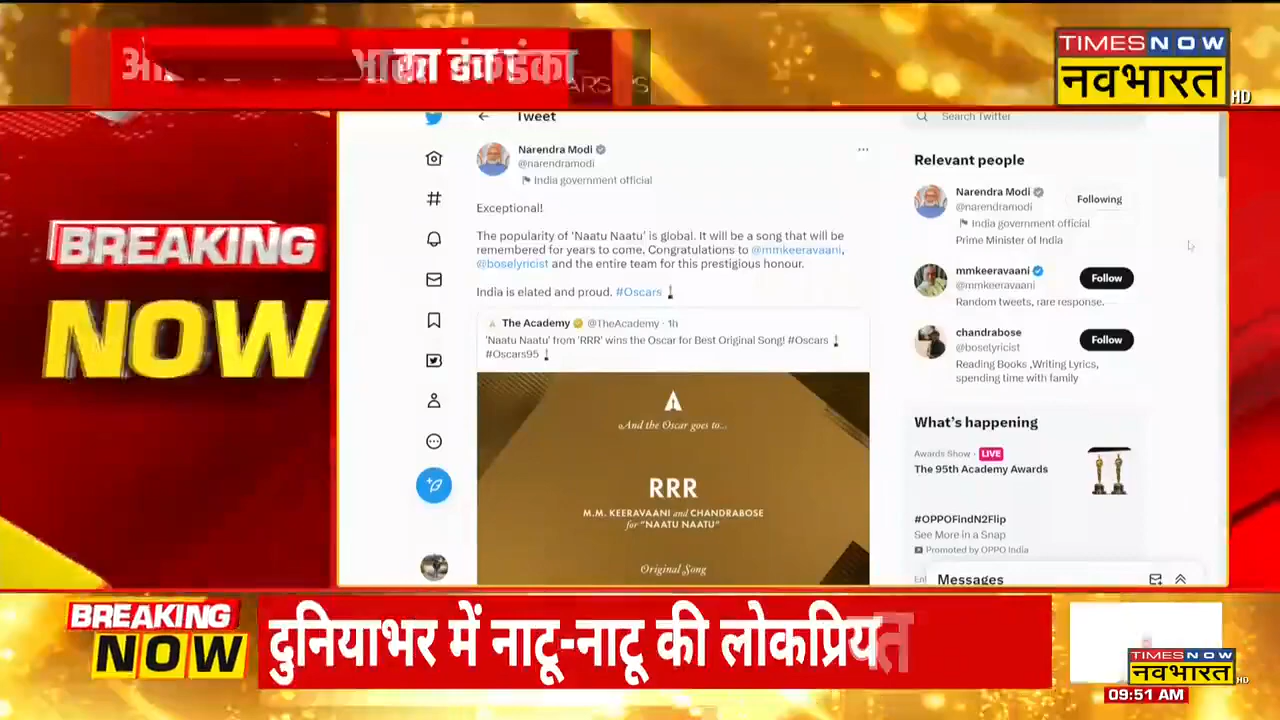 TIMES NOW
नवभारत
HD
BREAKING
NOW
Tweet
Search Twitter
Narendra Modi
@narendramodi
India government official
Exceptional!
The popularity of 'Naatu Naatu' is global. It will be a song that will be
remembered for years to come. Congratulations to @mmkeeravaani,
@boselyricist and the entire team for this prestigious honour.
India is elated and proud. #Oscars
The Academy @TheAcademy · 1h
'Naatu Naatu' from 'RRR' wins the Oscar for Best Original Song! #Oscars
#Oscars95
And the Oscar goes to...
RRR
M.M. KEERAVAANI and CHANDRABOSE
for "NAATU NAATU"
Original Song
Relevant people
Narendra Modi
@narendramodi
Following
India government official
Prime Minister of India
mmkeeravaani
@mmkeeravaani
Follow
Random tweets, rare response.
chandrabose
@boselyricist
Follow
Reading Books ,Writing Lyrics,
spending time with family
What's happening
Awards Show · LIVE
The 95th Academy Awards
#OPPOFindN2Flip
See More in a Snap
Promoted by OPPO India
Messages
BREAKING
NOW
दुनियाभर में नाटू-नाटू की लोकप्रियत
TIMES NOW
नवभारत
HD
09:51 AM